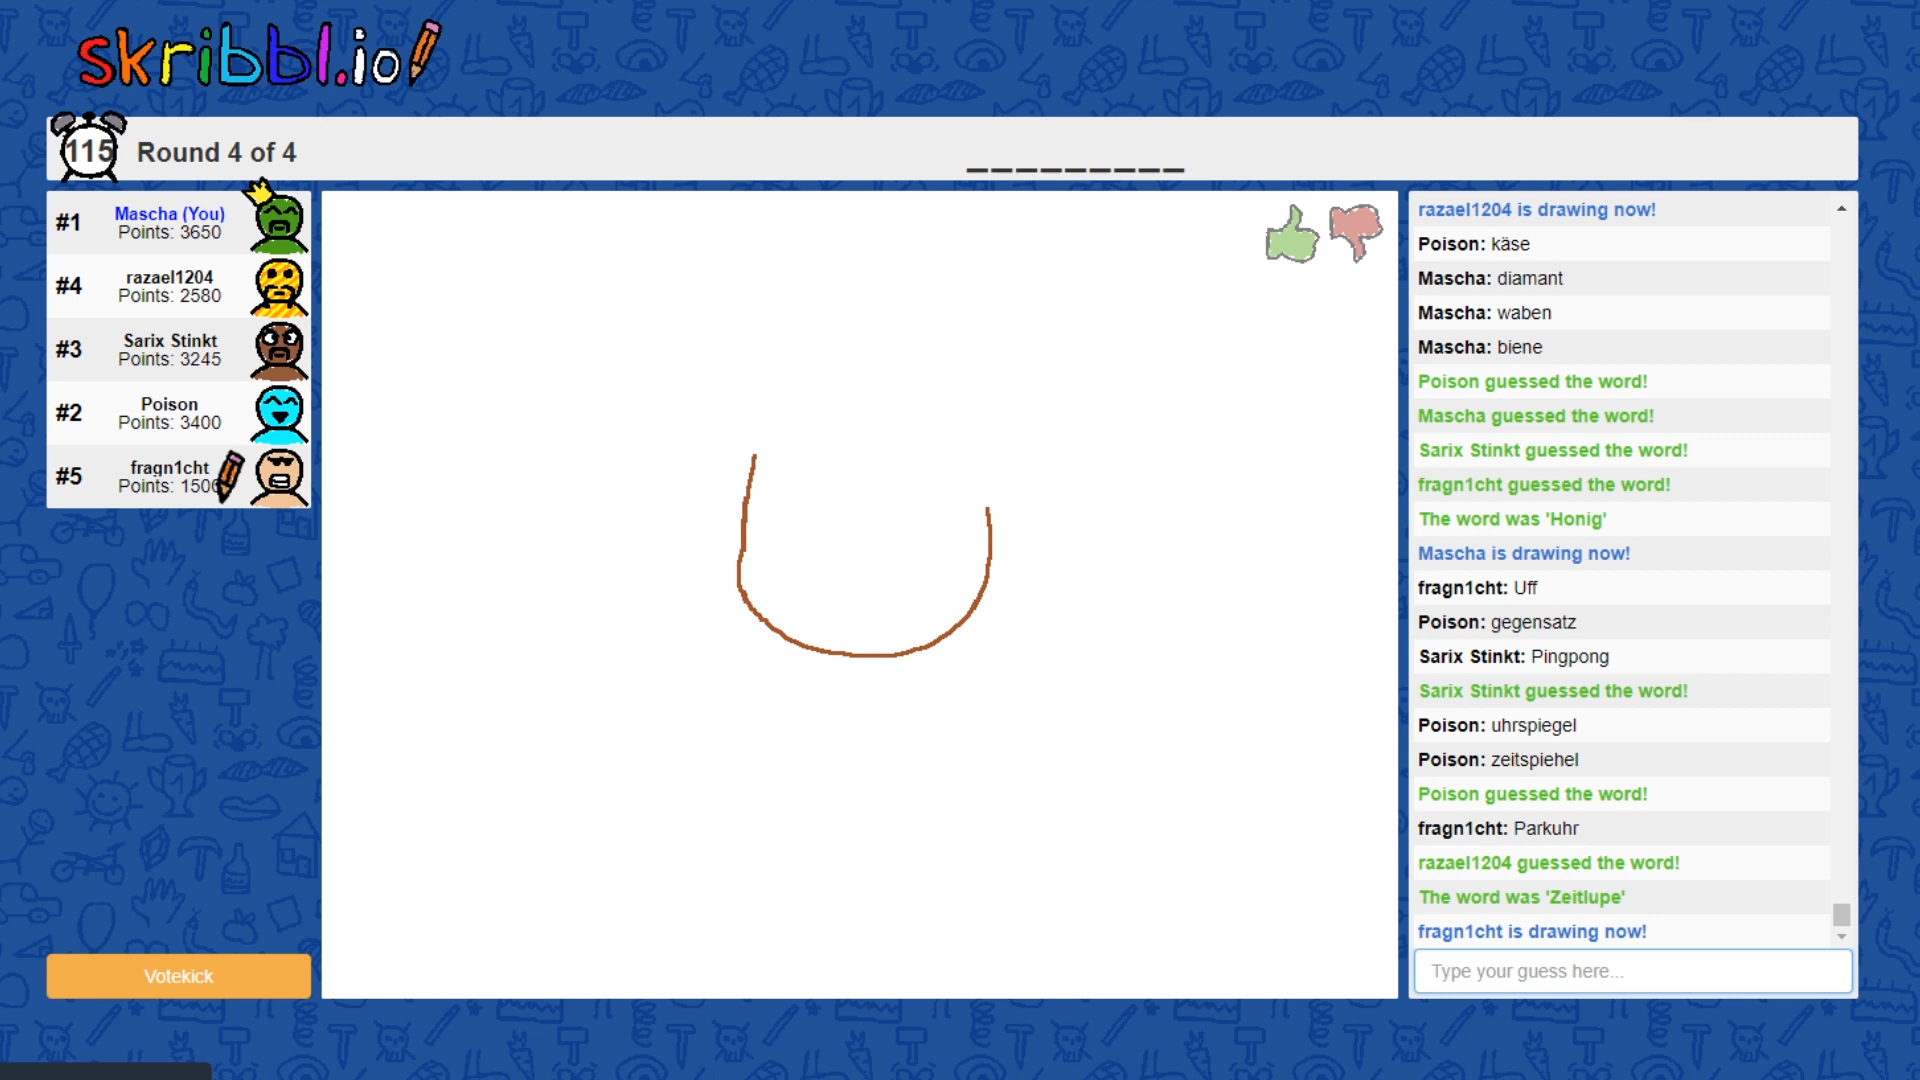 skribbl.io
115
Round 4 of 4
_ _ _ _ _ _ _ _ _
#1
Mascha (You)
Points: 3650
#4
razael1204
Points: 2580
#3
Sarix Stinkt
Points: 3245
#2
Poison
Points: 3400
#5
fragn1cht
Points: 1500
Votekick
razael1204 is drawing now!
Poison: käse
Mascha: diamant
Mascha: waben
Mascha: biene
Poison guessed the word!
Mascha guessed the word!
Sarix Stinkt guessed the word!
fragn1cht guessed the word!
The word was 'Honig'
Mascha is drawing now!
fragn1cht: Uff
Poison: gegensatz
Sarix Stinkt: Pingpong
Sarix Stinkt guessed the word!
Poison: uhrspiegel
Poison: zeitspiehel
Poison guessed the word!
fragn1cht: Parkuhr
razael1204 guessed the word!
The word was 'Zeitlupe'
fragn1cht is drawing now!
Type your guess here...